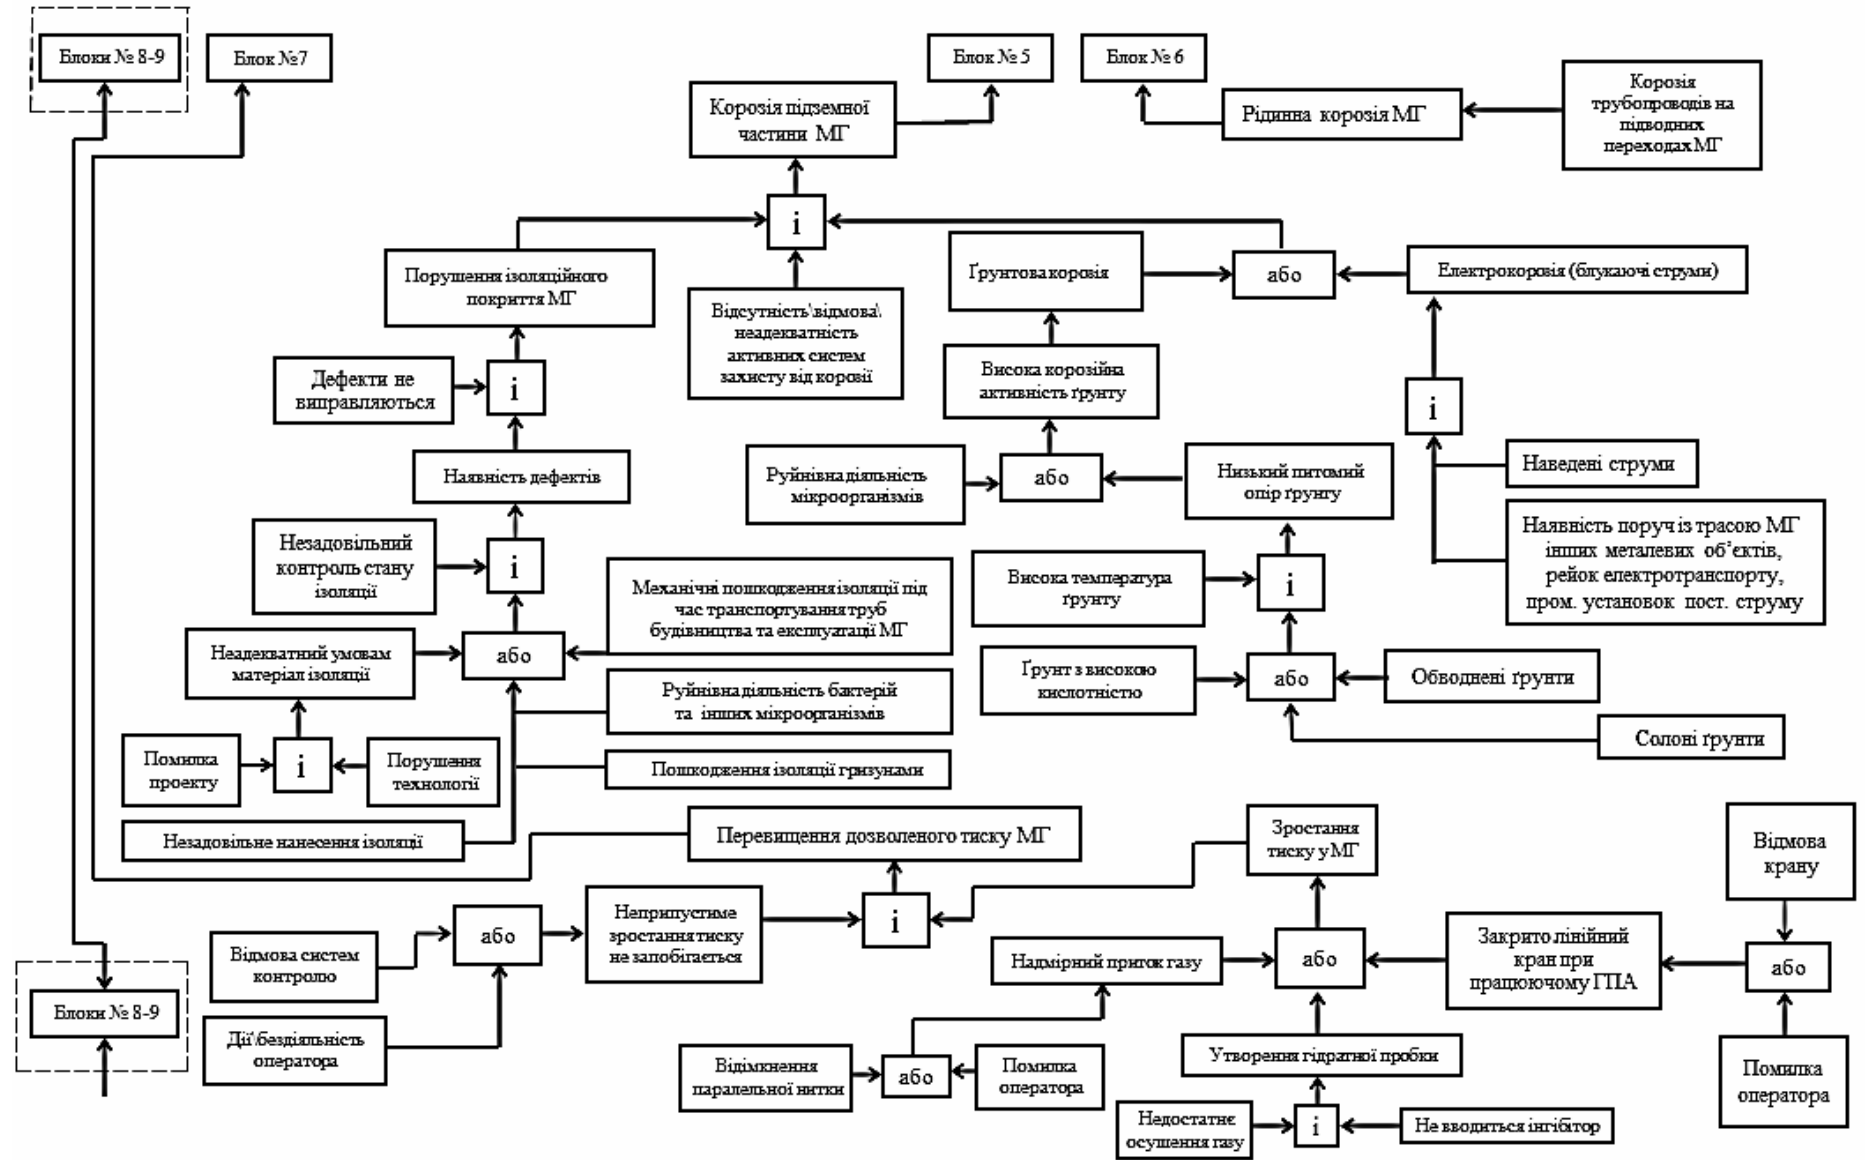 Блоки № 8-9
Блок №7
Блок № 5
Блок № 6
Корозія підземної
частини МГ
Рідинна корозія МГ
Корозія
трубопроводів на
підводних
переходах МГ
і
Порушення ізоляційного
покриття МГ
Відсутність\відмова\
неадекватність
активних систем
захисту від корозії
Ґрунтова корозія
або
Електрокорозія (блукаючі струми)
Дефекти не
виправляються
і
Висока корозійна
активність ґрунту
і
Наявність дефектів
Руйнівна діяльність
мікроорганізмів
або
Низький питомий
опір ґрунту
Наведені струми
Незадовільний
контроль стану
ізоляції
і
Наявність поруч із трасою МГ
інших металевих об’єктів,
рейок електротранспорту,
пром. установок пост. струму
Механічні пошкодження ізоляції під
час транспортування труб
будівництва та експлуатації МГ
Висока температура
ґрунту
і
Неадекватний умовам
матеріал ізоляції
або
Руйнівна діяльність бактерій
та інших мікроорганізмів
Ґрунт з високою
кислотністю
або
Обводнені ґрунти
Солоні ґрунти
Помилка
проекту
і
Порушення
технології
Пошкодження ізоляції гризунами
Незадовільне нанесення ізоляції
Перевищення дозволеного тиску МГ
Зростання
тиску у МГ
Відмова
крану
Відмова систем
контролю
або
Неприпустиме
зростання тиску
не запобігається
і
Надмірний приток газу
або
Закрито лінійний
кран при
працюючому ГПА
або
Блоки № 8-9
Дії\бездіяльність
оператора
Відімкнення
паралельної нитки
або
Помилка
оператора
Утворення гідратної пробки
Помилка
оператора
Недостатнє
осушення газу
і
Не вводиться інгібітор